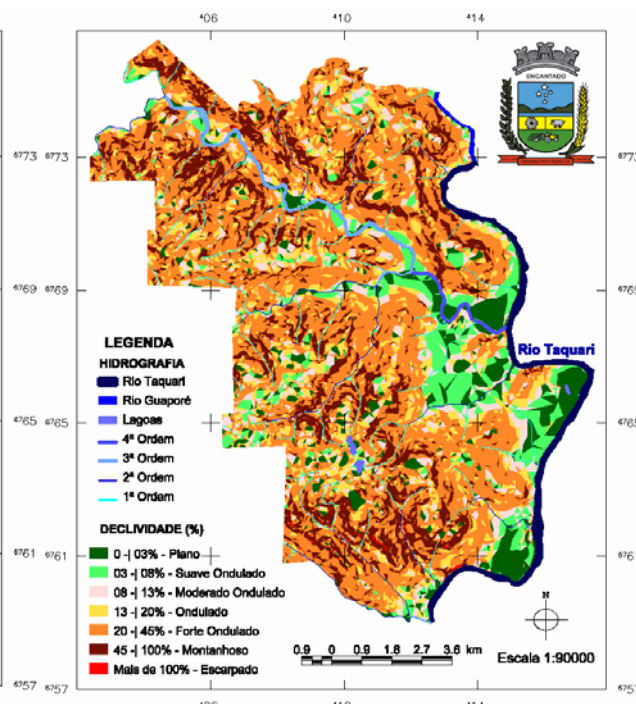 406 410 414
ENCANTADO
6773 6773
6769 6769
Rio Taquari
LEGENDA
HIDROGRAFIA
Rio Taquari
Rio Guaporé
Lagoas
4ª Ordem
3ª Ordem
2ª Ordem
1ª Ordem
6765 6765
DECLIVIDADE (%)
0 -| 03% - Plano
03 -| 08% - Suave Ondulado
08 -| 13% - Moderado Ondulado
13 -| 20% - Ondulado
20 -| 45% - Forte Ondulado
45 -| 100% - Montanhoso
Mais de 100% - Escarpado
6761
N
0.9 0 0.9 1.8 2.7 3.6 km
Escala 1:90000
6757